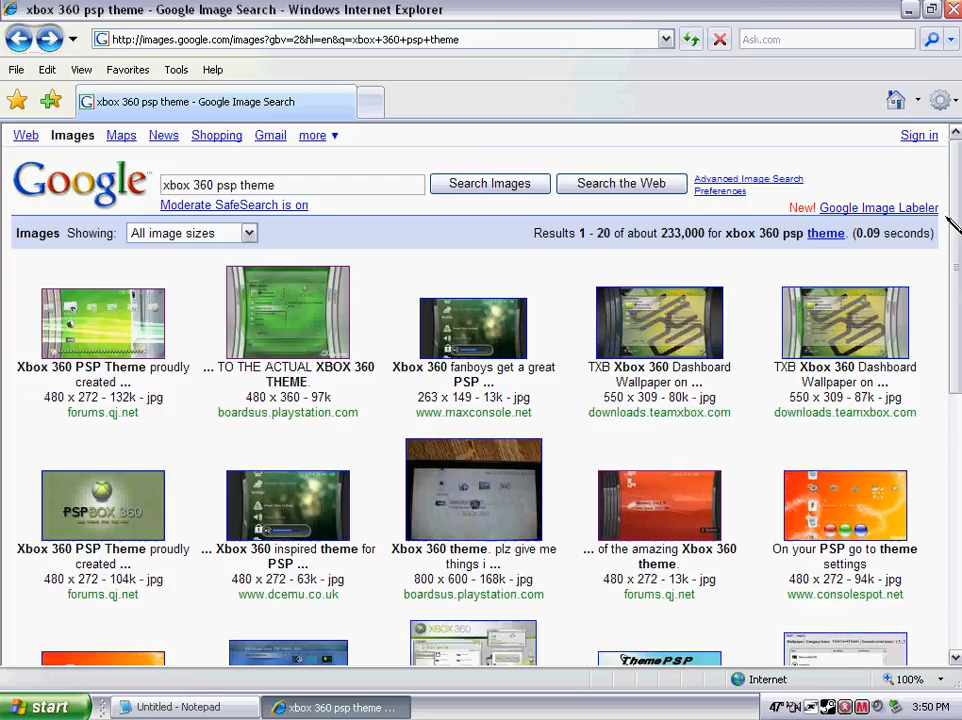 xbox 360 psp theme - Google Image Search - Windows Internet Explorer
http://images.google.com/images?gbv=2&hl=en&q=xbox+360+psp+theme
Ask.com
File Edit View Favorites Tools Help
xbox 360 psp theme - Google Image Search
Web Images Maps News Shopping Gmail more ▼
Sign in
Google
xbox 360 psp theme
Search Images
Search the Web
Advanced Image Search
Preferences
Moderate SafeSearch is on
New! Google Image Labeler
Images Showing: All image sizes
Results 1 - 20 of about 233,000 for xbox 360 psp theme. (0.09 seconds)
Xbox 360 PSP Theme proudly
created ...
480 x 272 - 132k - jpg
forums.qj.net
... TO THE ACTUAL XBOX 360
THEME.
480 x 360 - 97k
boardsus.playstation.com
Xbox 360 fanboys get a great
PSP ...
263 x 149 - 13k - jpg
www.maxconsole.net
TXB Xbox 360 Dashboard
Wallpaper on ...
550 x 309 - 80k - jpg
downloads.teamxbox.com
TXB Xbox 360 Dashboard
Wallpaper on ...
550 x 309 - 87k - jpg
downloads.teamxbox.com
PSPBOX 360
Xbox 360 PSP Theme proudly
created ...
480 x 272 - 104k - jpg
forums.qj.net
... Xbox 360 inspired theme for
PSP ...
480 x 272 - 63k - jpg
www.dcemu.co.uk
Xbox 360 theme. plz give me
things i ...
800 x 600 - 168k - jpg
boardsus.playstation.com
... of the amazing Xbox 360
theme.
480 x 272 - 13k - jpg
forums.qj.net
On your PSP go to theme
settings
480 x 272 - 94k - jpg
www.consolespot.net
XBOX 360
Theme PSP
Internet
100%
start
Untitled - Notepad
xbox 360 psp theme ...
47°
3:50 PM